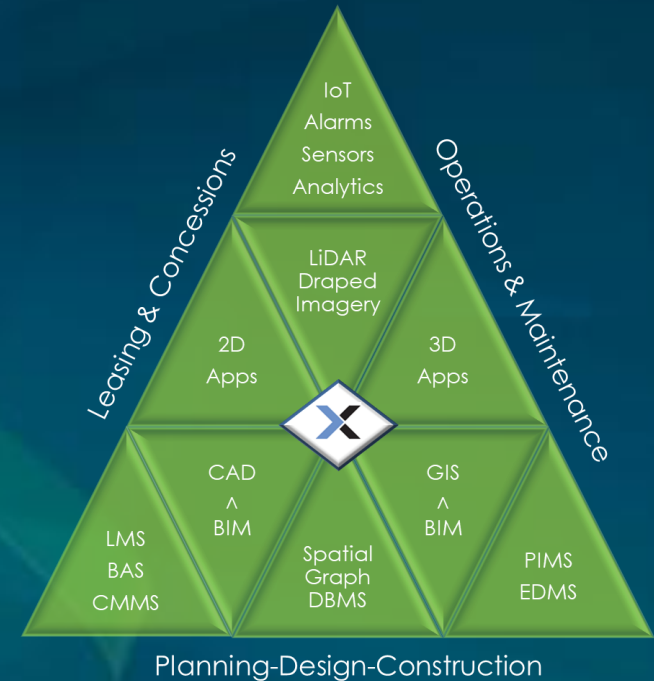 IoT
Alarms
Sensors
Analytics
Leasing & Concessions
Operations & Maintenance
LiDAR
Draped
Imagery
2D
Apps
3D
Apps
CAD
^
BIM
GIS
^
BIM
LMS
BAS
CMMS
Spatial
Graph
DBMS
PIMS
EDMS
Planning-Design-Construction